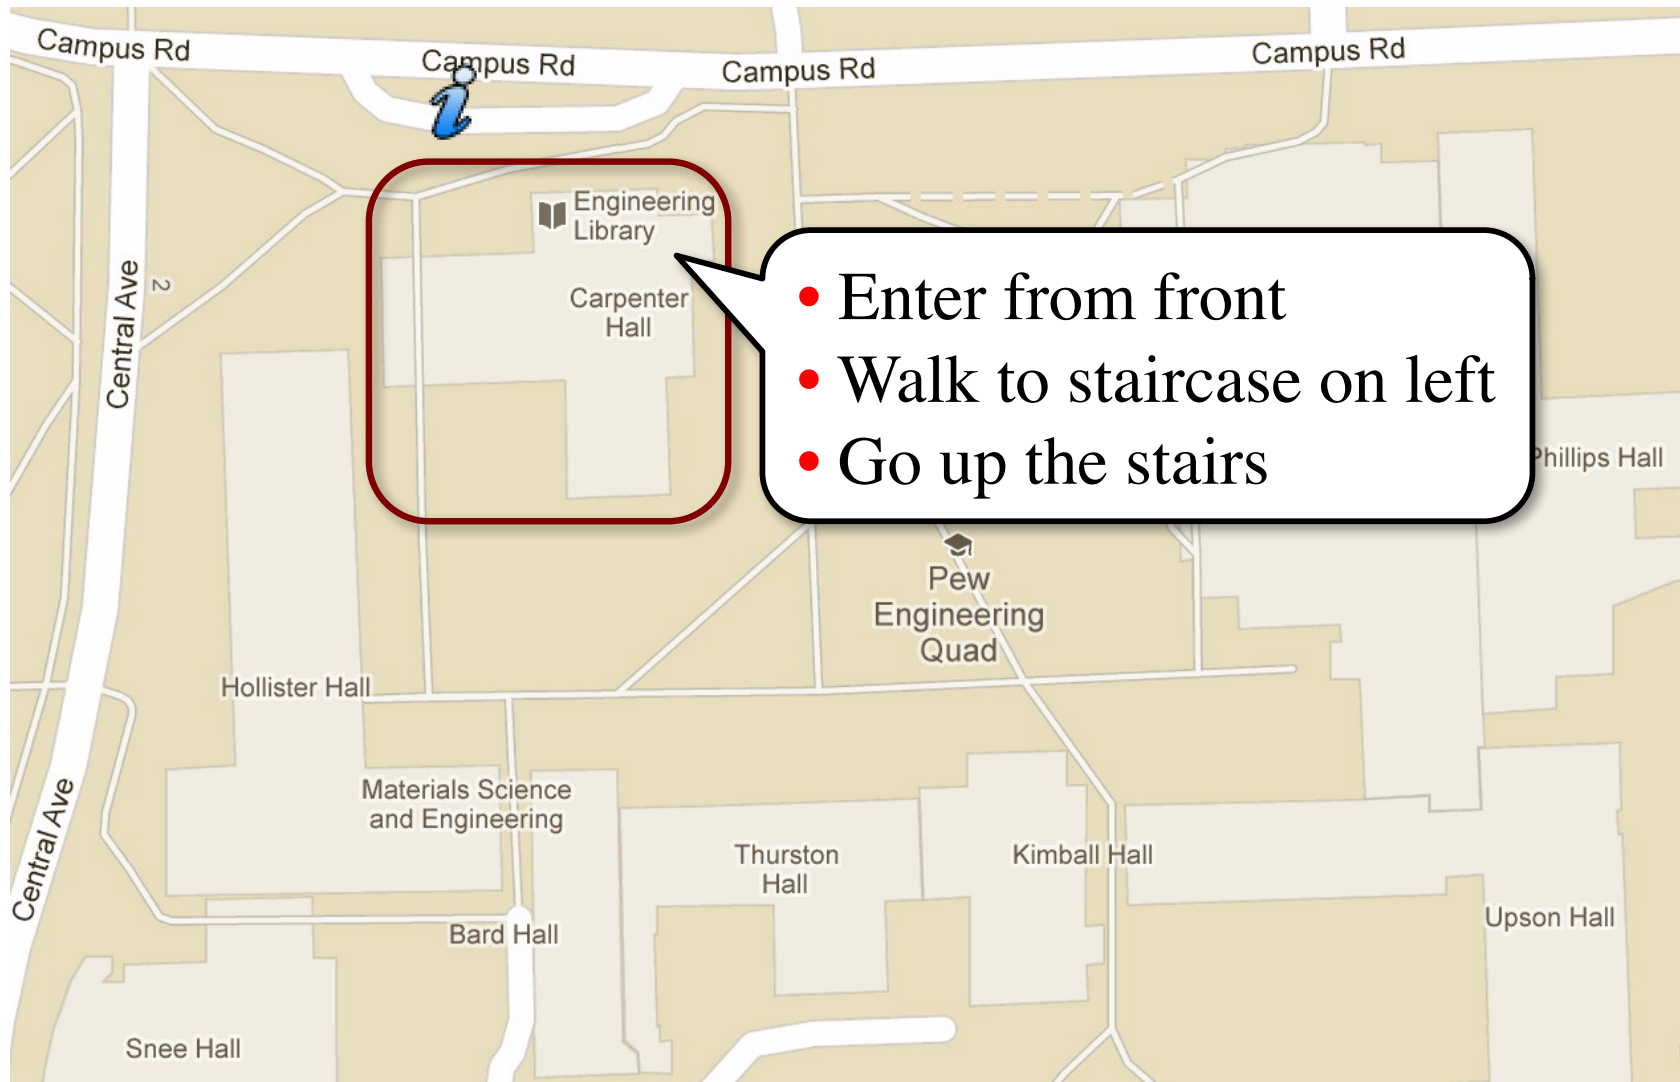 Campus Rd
Campus Rd
Campus Rd
Campus Rd
Engineering
Library
Central Ave
2
Carpenter
Hall
• Enter from front
• Walk to staircase on left
• Go up the stairs
Phillips Hall
Pew
Engineering
Quad
Hollister Hall
Materials Science
and Engineering
Central Ave
Thurston
Hall
Kimball Hall
Upson Hall
Bard Hall
Snee Hall